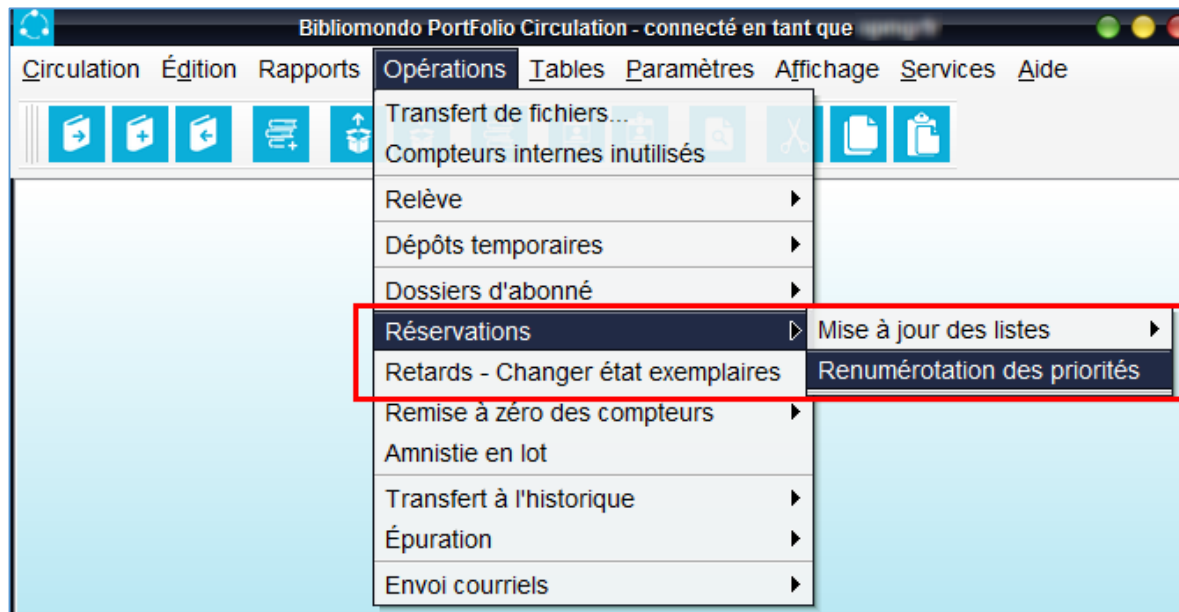 Bibliomondo PortFolio Circulation - connecté en tant que
Circulation Édition Rapports Opérations Tables Paramètres Affichage Services Aide
Transfert de fichiers...
Compteurs internes inutilisés
Relève
Dépôts temporaires
Dossiers d'abonné
Réservations
Mise à jour des listes
Retards - Changer état exemplaires
Renumérotation des priorités
Remise à zéro des compteurs
Amnistie en lot
Transfert à l'historique
Épuration
Envoi courriels